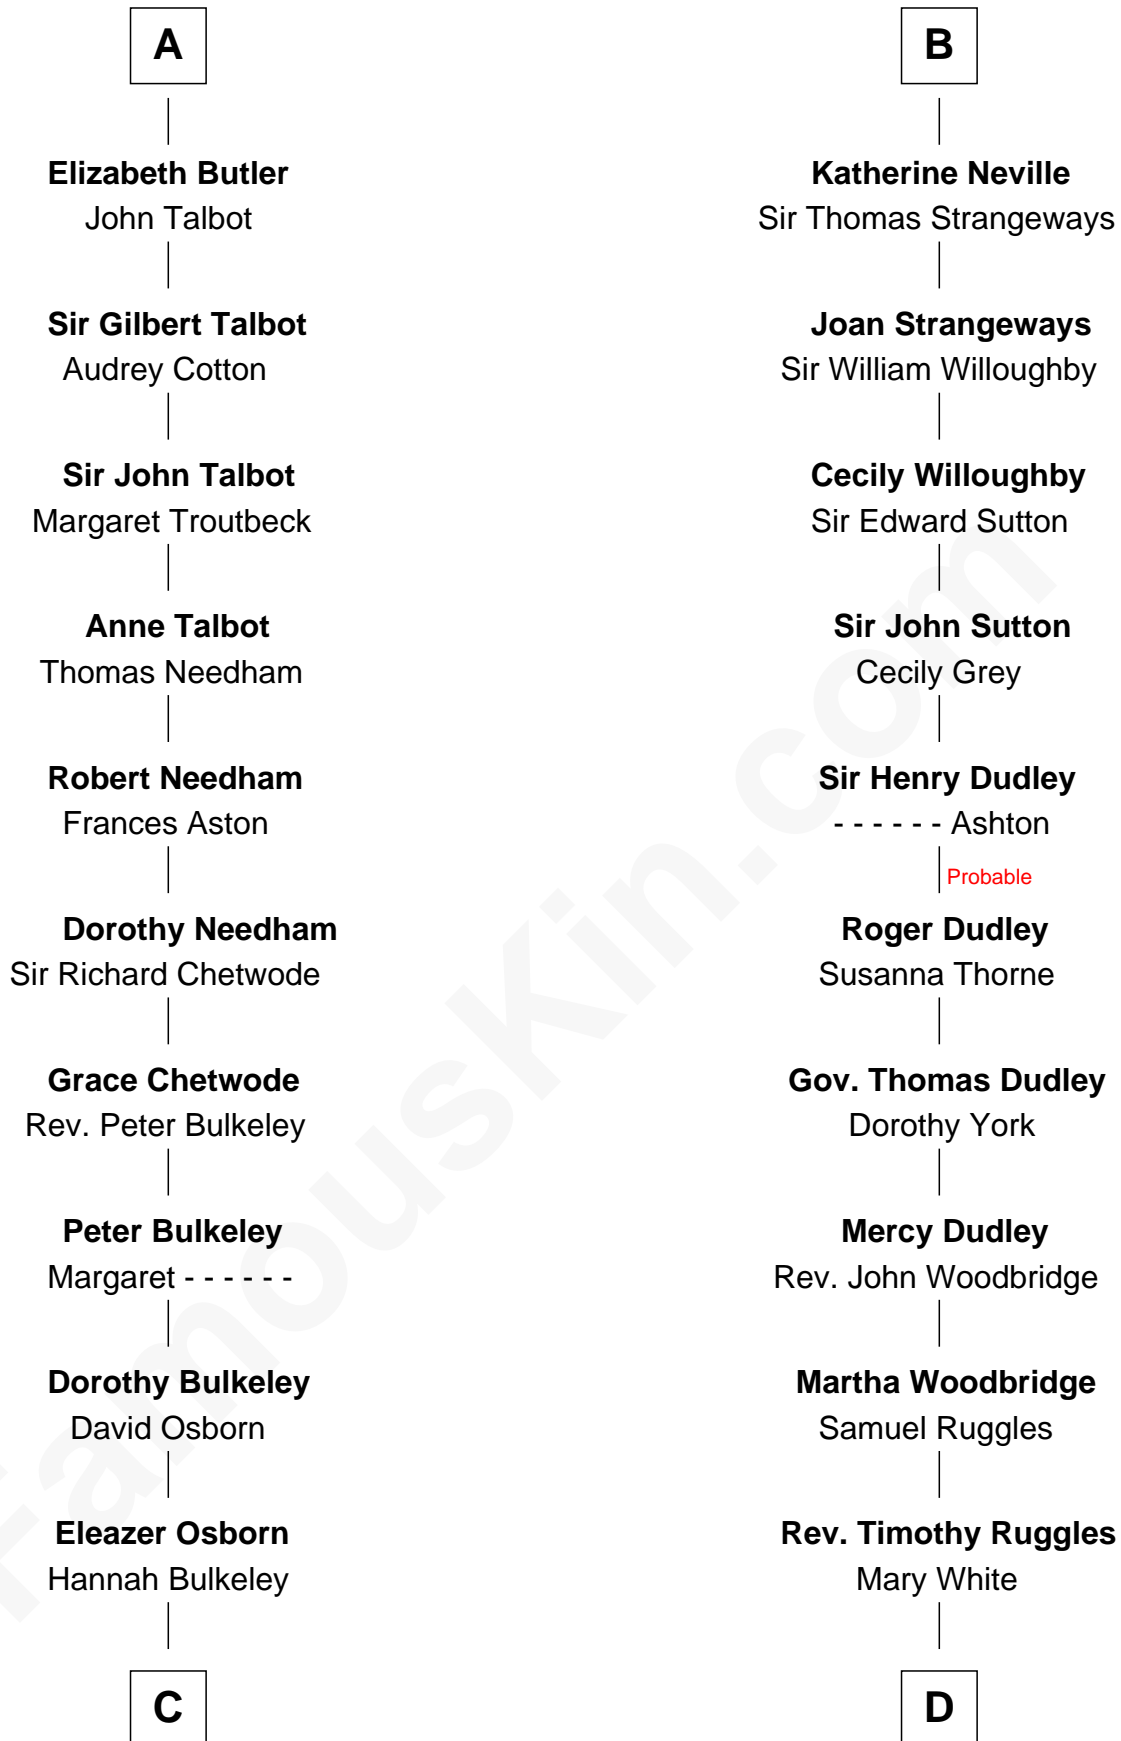 A
Elizabeth Butler
John Talbot
Sir Gilbert Talbot
Audrey Cotton
Sir John Talbot
Margaret Troutbeck
Anne Talbot
Thomas Needham
Robert Needham
Frances Aston
Dorothy Needham
Sir Richard Chetwode
Grace Chetwode
Rev. Peter Bulkeley
Peter Bulkeley
Margaret - - - - - -
Dorothy Bulkeley
David Osborn
Eleazer Osborn
Hannah Bulkeley
C
B
Katherine Neville
Sir Thomas Strangeways
Joan Strangeways
Sir William Willoughby
Cecily Willoughby
Sir Edward Sutton
Sir John Sutton
Cecily Grey
Sir Henry Dudley
- - - - - - Ashton
Probable
Roger Dudley
Susanna Thorne
Gov. Thomas Dudley
Dorothy York
Mercy Dudley
Rev. John Woodbridge
Martha Woodbridge
Samuel Ruggles
Rev. Timothy Ruggles
Mary White
D
FamousKin.com